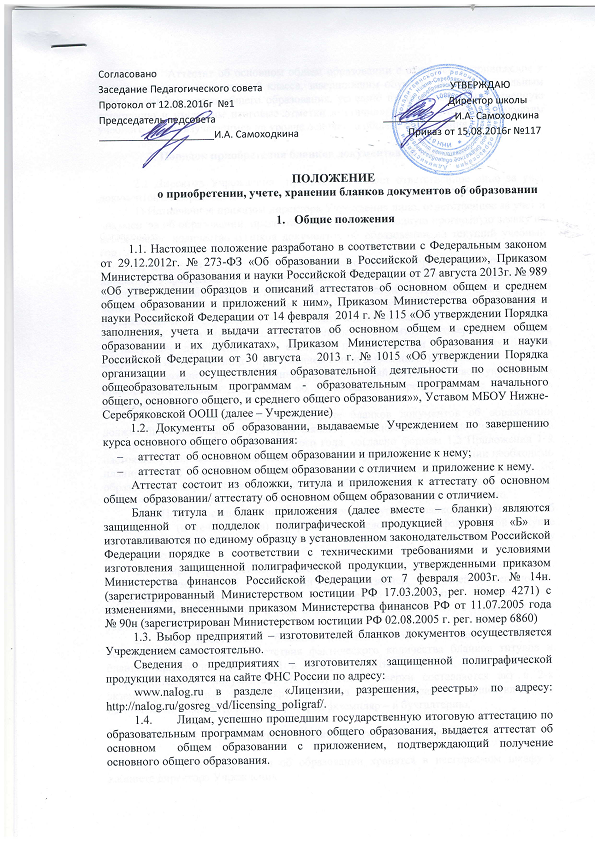 Согласовано
Заседание Педагогического совета
Протокол от 12.08.2016г №1
Председатель педсовета
____________________И.А. Самоходкина
УТВЕРЖДАЮ
Директор школы
____________И.А. Самоходкина
Приказ от 15.08.2016г №117
ПОЛОЖЕНИЕ
о приобретении, учете, хранении бланков документов об образовании
1. Общие положения
1.1. Настоящее положение разработано в соответствии с Федеральным законом
от 29.12.2012г. № 273-ФЗ «Об образовании в Российской Федерации», Приказом
Министерства образования и науки Российской Федерации от 27 августа 2013г. № 989
«Об утверждении образцов и описаний аттестатов об основном общем и среднем
общем образовании и приложений к ним», Приказом Министерства образования и
науки Российской Федерации от 14 февраля 2014 г. № 115 «Об утверждении Порядка
заполнения, учета и выдачи аттестатов об основном общем и среднем общем
образовании и их дубликатах», Приказом Министерства образования и науки
Российской Федерации от 30 августа 2013 г. № 1015 «Об утверждении Порядка
организации и осуществления образовательной деятельности по основным
общеобразовательным программам - образовательным программам начального
общего, основного общего, и среднего общего образования»», Уставом МБОУ Нижне-
Серебряковской ООШ (далее – Учреждение)
1.2. Документы об образовании, выдаваемые Учреждением по завершению
курса основного общего образования:
– аттестат об основном общем образовании и приложение к нему;
– аттестат об основном общем образовании с отличием и приложение к нему.
Аттестат состоит из обложки, титула и приложения к аттестату об основном
общем образовании/ аттестату об основном общем образовании с отличием.
Бланк титула и бланк приложения (далее вместе – бланки) являются
защищенной от подделок полиграфической продукцией уровня «Б» и
изготавливаются по единому образцу в установленном законодательством Российской
Федерации порядке в соответствии с техническими требованиями и условиями
изготовления защищенной полиграфической продукции, утвержденными приказом
Министерства финансов Российской Федерации от 7 февраля 2003г. № 14н.
(зарегистрированный Министерством юстиции РФ 17.03.2003, рег. номер 4271) с
изменениями, внесенными приказом Министерства финансов РФ от 11.07.2005 года
№ 90н (зарегистрирован Министерством юстиции РФ 02.08.2005 г. рег. номер 6860)
1.3. Выбор предприятий – изготовителей бланков документов осуществляется
Учреждением самостоятельно.
Сведения о предприятиях – изготовителях защищенной полиграфической
продукции находятся на сайте ФНС России по адресу:
www.naIog.ru в разделе «Лицензии, разрешения, реестры» по адресу:
http://naIog.ru/gosreg_vd/Iicensing_poIigraf/.
1.4. Лицам, успешно прошедшим государственную итоговую аттестацию по
образовательным программам основного общего образования, выдается аттестат об
основном общем образовании с приложением, подтверждающий получение
основного общего образования.